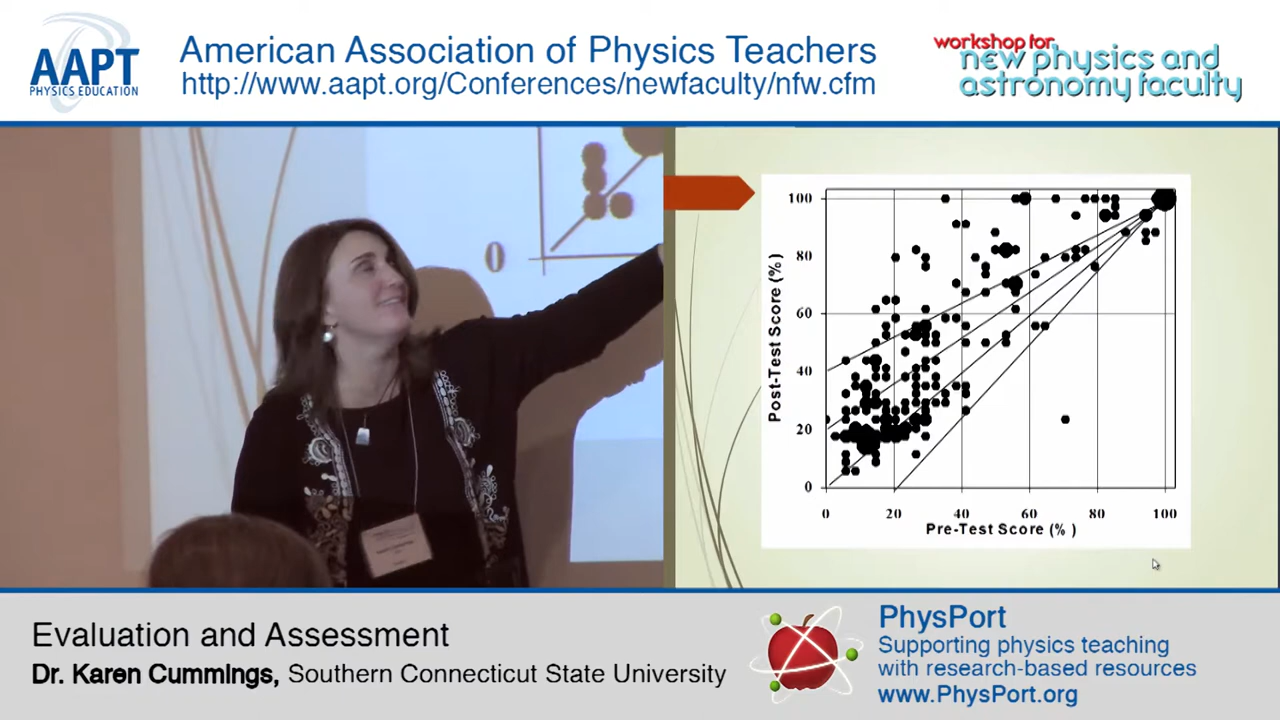 AAPT
PHYSICS EDUCATION
American Association of Physics Teachers
http://www.aapt.org/Conferences/newfaculty/nfw.cfm
workshop for
new physics and
astronomy faculty
0
100
80
60
40
20
0
Post-Test Score (%)
0 20 40 60 80 100
Pre-Test Score (% )
Evaluation and Assessment
Dr. Karen Cummings, Southern Connecticut State University
PhysPort
Supporting physics teaching
with research-based resources
www.PhysPort.org